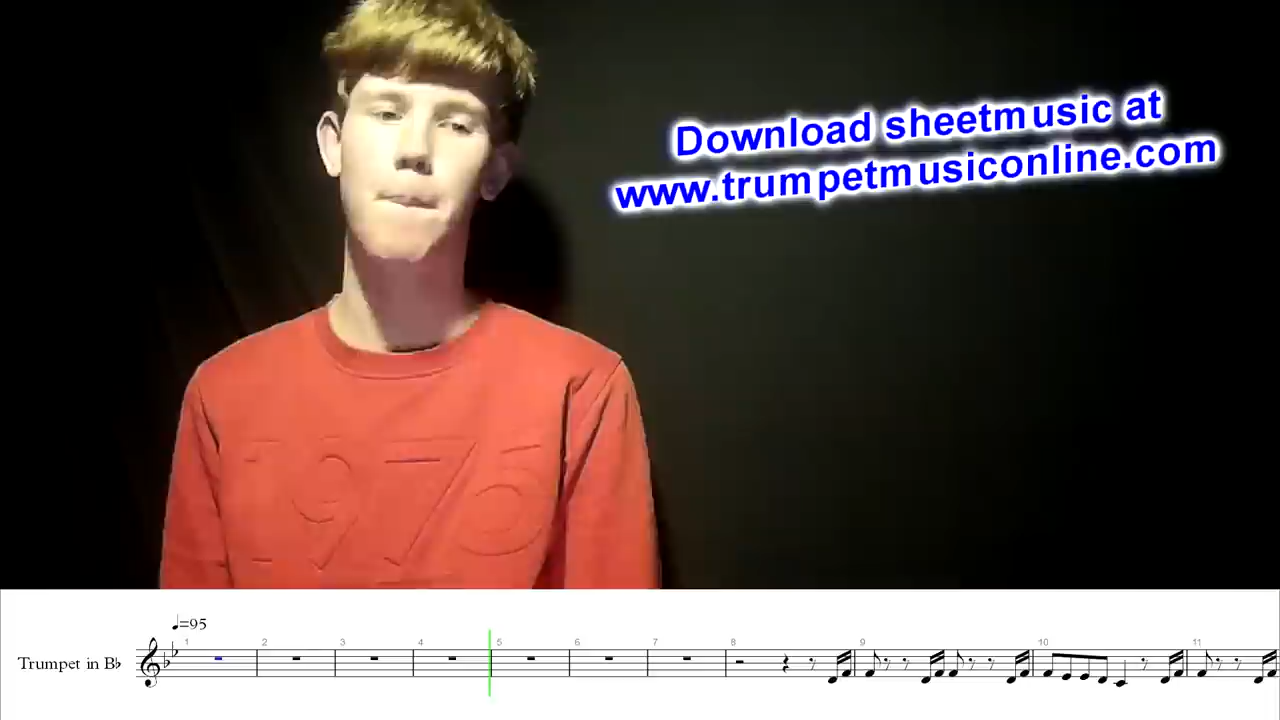 Download sheetmusic at
www.trumpetmusiconline.com
1975
♩=95
1 2 3 4 5 6 7 8 9 10 11
Trumpet in B♭